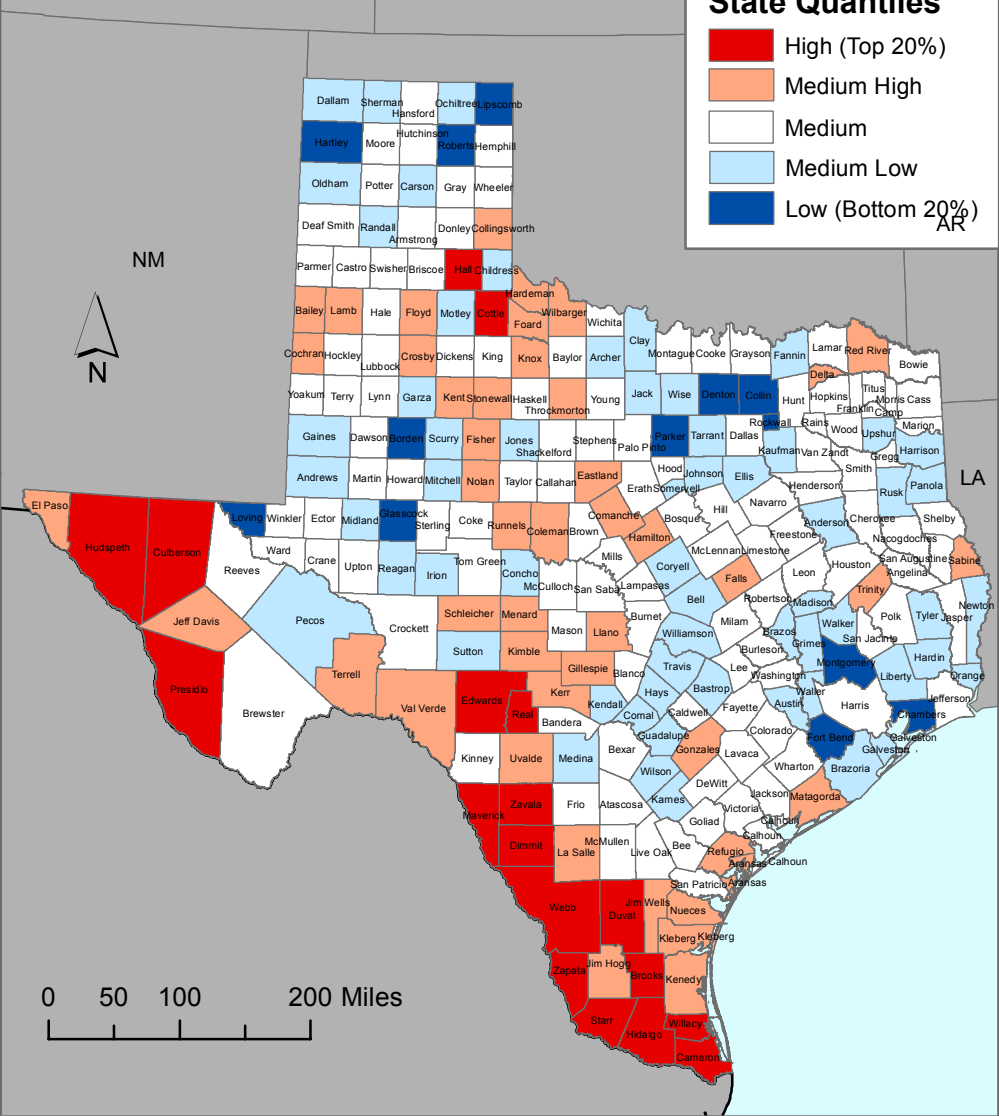 State Quantiles
High (Top 20%)
Medium High
Medium
Medium Low
Low (Bottom 20%)
AR
NM
N
LA
Dallam Sherman Hansford Ochiltree Lipscomb
Hartley Moore Hutchinson Roberts Hemphill
Oldham Potter Carson Gray Wheeler
Deaf Smith Randall Armstrong Donley Collingsworth
Parmer Castro Swisher Briscoe Hall Childress
Hardeman
Bailey Lamb Hale Floyd Motley Cottle Foard Wilbarger Wichita
Clay
Cochran Hockley Lubbock Crosby Dickens King Knox Baylor Archer Montague Cooke Grayson Fannin Lamar Red River Bowie
Delta
Yoakum Terry Lynn Garza Kent Stonewall Haskell Throckmorton Young Jack Wise Denton Collin Hunt Hopkins Franklin Titus Camp Morris Cass
Rockwall Rains Wood Upshur Marion
Gaines Dawson Borden Scurry Fisher Jones Shackelford Stephens Palo Pinto Parker Tarrant Dallas Kaufman Van Zandt Gregg Harrison
Andrews Martin Howard Mitchell Nolan Taylor Callahan Eastland Erath Hood Somervell Johnson Ellis Henderson Smith Rusk Panola
El Paso Hudspeth Culberson Loving Winkler Ector Midland Glasscock Sterling Coke Runnels Coleman Brown Comanche Hamilton Bosque Hill Navarro Freestone Anderson Cherokee Nacogdoches Shelby
Reeves Ward Crane Upton Reagan Irion Tom Green Concho McCulloch San Saba Mills Lampasas Coryell McLennan Limestone Falls Leon Houston Angelina San Augustine Sabine
Trinity
Jeff Davis Pecos Crockett Schleicher Menard Mason Llano Burnet Bell Milam Robertson Madison Walker Polk Tyler Jasper Newton
San Jacinto
Sutton Kimble Gillespie Blanco Williamson Travis Lee Burleson Brazos Grimes Washington Montgomery Liberty Hardin Orange
Presidio Brewster Terrell Val Verde Edwards Real Kerr Bandera Kendall Hays Comal Caldwell Bastrop Fayette Austin Waller Harris Chambers Jefferson
Kinney Uvalde Medina Bexar Guadalupe Gonzales Lavaca Colorado Fort Bend Galveston Galveston
Wilson Karnes DeWitt Wharton Brazoria
Maverick Zavala Frio Atascosa Goliad Victoria Jackson Matagorda
Calhoun
Calhoun
Calhoun
Dimmit La Salle McMullen Live Oak Bee Refugio Aransas
San Patricio Aransas
Webb Duval Jim Wells Nueces
Kleberg Kleberg
Zapata Jim Hogg Brooks Kenedy
Starr Hidalgo Willacy
Cameron
0 50 100 200 Miles